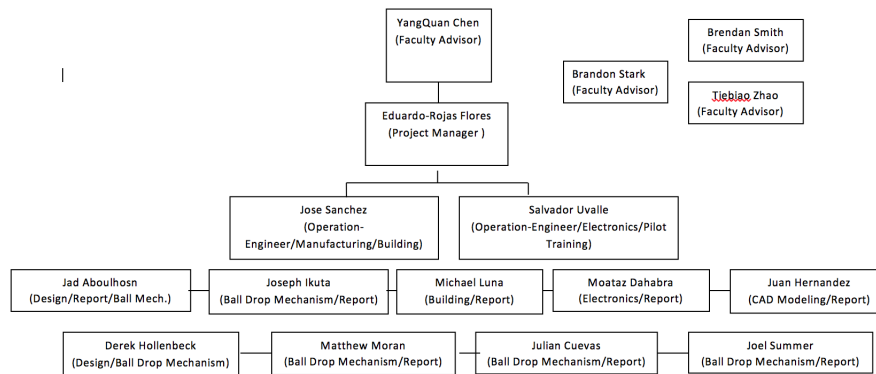 YangQuan Chen
(Faculty Advisor)
Brendan Smith
(Faculty Advisor)
Brandon Stark
(Faculty Advisor)
Tiebiao Zhao
(Faculty Advisor)
Eduardo-Rojas Flores
(Project Manager )
Jose Sanchez
(Operation-
Engineer/Manufacturing/Building)
Salvador Uvalle
(Operation-Engineer/Electronics/Pilot
Training)
Jad Aboulhosn
(Design/Report/Ball Mech.)
Joseph Ikuta
(Ball Drop Mechanism/Report)
Michael Luna
(Building/Report)
Moataz Dahabra
(Electronics/Report)
Juan Hernandez
(CAD Modeling/Report)
Derek Hollenbeck
(Design/Ball Drop Mechanism)
Matthew Moran
(Ball Drop Mechanism/Report)
Julian Cuevas
(Ball Drop Mechanism/Report)
Joel Summer
(Ball Drop Mechanism/Report)